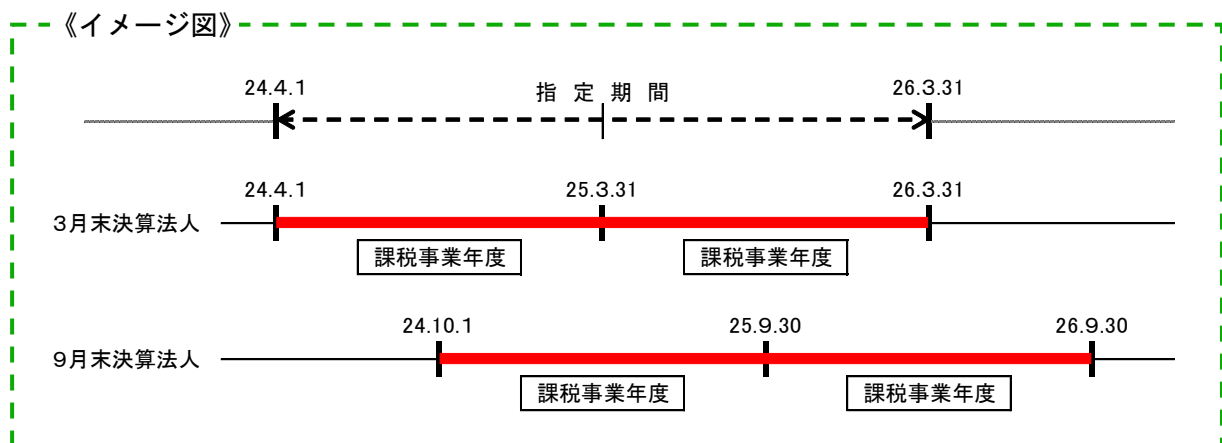 《イメージ図》
24.4.1 指 定 期 間 26.3.31
24.4.1 25.3.31 26.3.31
3月末決算法人
課税事業年度 課税事業年度
24.10.1 25.9.30 26.9.30
9月末決算法人
課税事業年度 課税事業年度